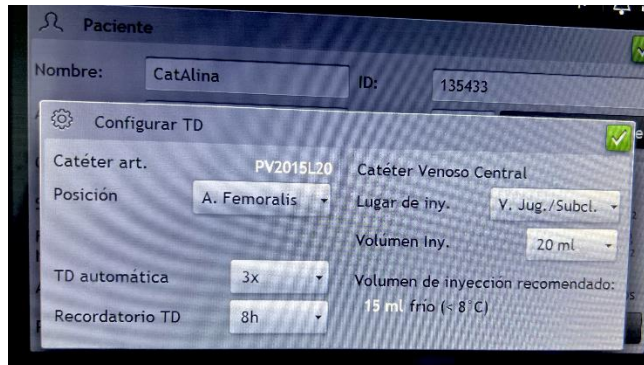 Paciente
Nombre: CatAlina ID: 135433
Configurar TD
Catéter art. PV2015L20 Catéter Venoso Central
Posición A. Femoralis Lugar de iny. V. Jug./Subcl.
Volúmen Iny. 20 ml
TD automática 3x Volumen de inyección recomendado:
Recordatorio TD 8h 15 ml frío (< 8°C)